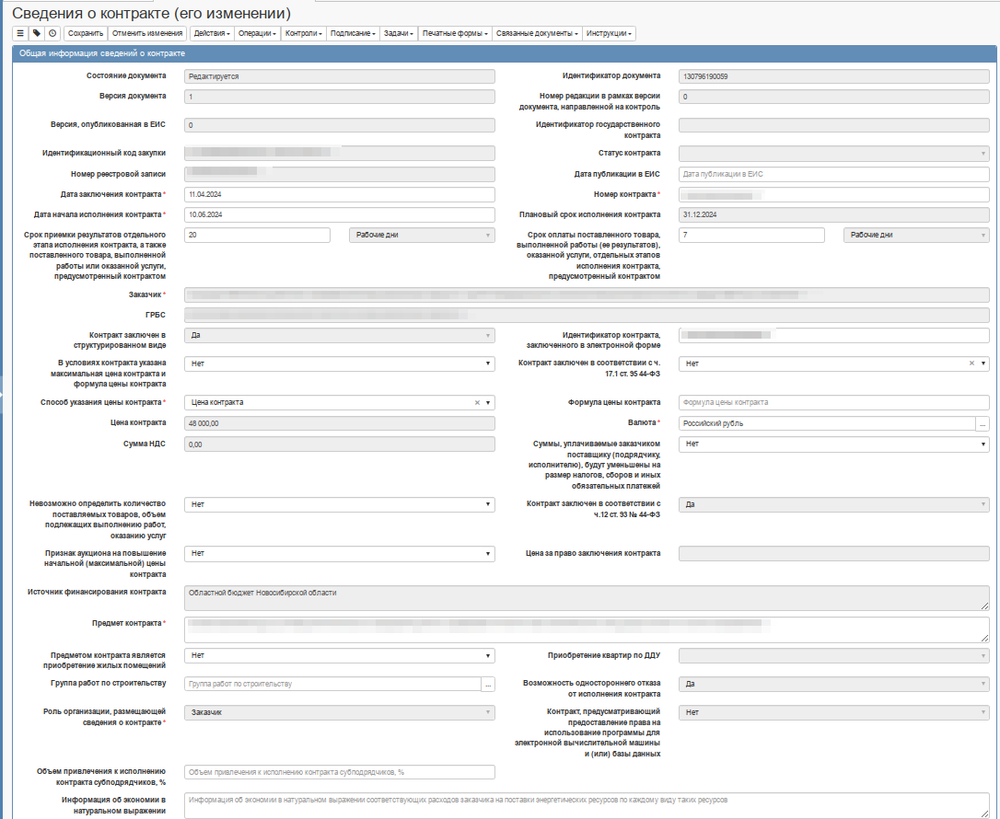 Сведения о контракте (его изменении)
Сохранить Отменить изменения Действия Операции Контроли Подписание Задачи Печатные формы Связанные документы Инструкции
Общая информация сведений о контракте
Состояние документа Редактируется Идентификатор документа 130796190059
Версия документа 1 Номер редакции в рамках версии
документа, направленной на контроль 0
Версия, опубликованная в ЕИС 0 Идентификатор государственного
контракта
Идентификационный код закупки Статус контракта
Номер реестровой записи Дата публикации в ЕИС Дата публикации в ЕИС
Дата заключения контракта * 11.04.2024 Номер контракта *
Дата начала исполнения контракта * 10.06.2024 Плановый срок исполнения контракта 31.12.2024
Срок приемки результатов отдельного
этапа исполнения контракта, а также
поставленного товара, выполненной
работы или оказанной услуги,
предусмотренный контрактом
20 Рабочие дни
Срок оплаты поставленного товара,
выполненной работы (ее результатов),
оказанной услуги, отдельных этапов
исполнения контракта,
предусмотренный контрактом
7 Рабочие дни
Заказчик *
ГРБС
Контракт заключен в
структурированном виде
Да
Идентификатор контракта,
заключенного в электронной форме
В условиях контракта указана
максимальная цена контракта и
формула цены контракта
Нет
Контракт заключен в соответствии с ч.
17.1 ст. 95 44-ФЗ
Нет ×
Способ указания цены контракта * Цена контракта × Формула цены контракта Формула цены контракта
Цена контракта 48 000,00 Валюта * Российский рубль ...
Сумма НДС 0,00
Суммы, уплачиваемые заказчиком
поставщику (подрядчику,
исполнителю), будут уменьшены на
размер налогов, сборов и иных
обязательных платежей
Нет
Невозможно определить количество
поставляемых товаров, объем
подлежащих выполнению работ,
оказанию услуг
Нет
Контракт заключен в соответствии с
ч.12 ст. 93 № 44-ФЗ
Да
Признак аукциона на повышение
начальной (максимальной) цены
контракта
Нет
Цена за право заключения контракта
Источник финансирования контракта Областной бюджет Новосибирской области
Предмет контракта *
Предметом контракта является
приобретение жилых помещений
Нет
Приобретение квартир по ДДУ
Группа работ по строительству Группа работ по строительству ...
Возможность одностороннего отказа
от исполнения контракта
Да
Роль организации, размещающей
сведения о контракте *
Заказчик
Контракт, предусматривающий
предоставление права на
использование программы для
электронной вычислительной машины
и (или) базы данных
Нет
Объем привлечения к исполнению
контракта субподрядчиков, %
Объем привлечения к исполнению контракта субподрядчиков, %
Информация об экономии в
натуральном выражении
Информация об экономии в натуральном выражении соответствующих расходов заказчика на поставки энергетических ресурсов по каждому виду таких ресурсов